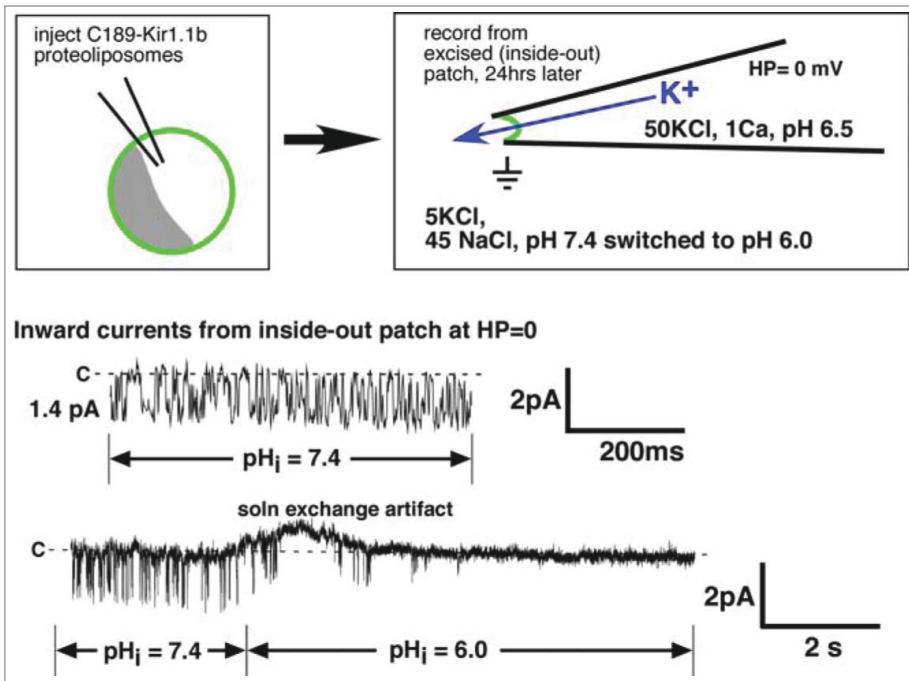 inject C189-Kir1.1b
proteoliposomes
record from
excised (inside-out)
patch, 24hrs later
HP= 0 mV
K+
50KCl, 1Ca, pH 6.5
5KCl,
45 NaCl, pH 7.4 switched to pH 6.0
Inward currents from inside-out patch at HP=0
C
1.4 pA
2pA
200ms
pHi = 7.4
soln exchange artifact
C
2pA
2 s
pHi = 7.4
pHi = 6.0